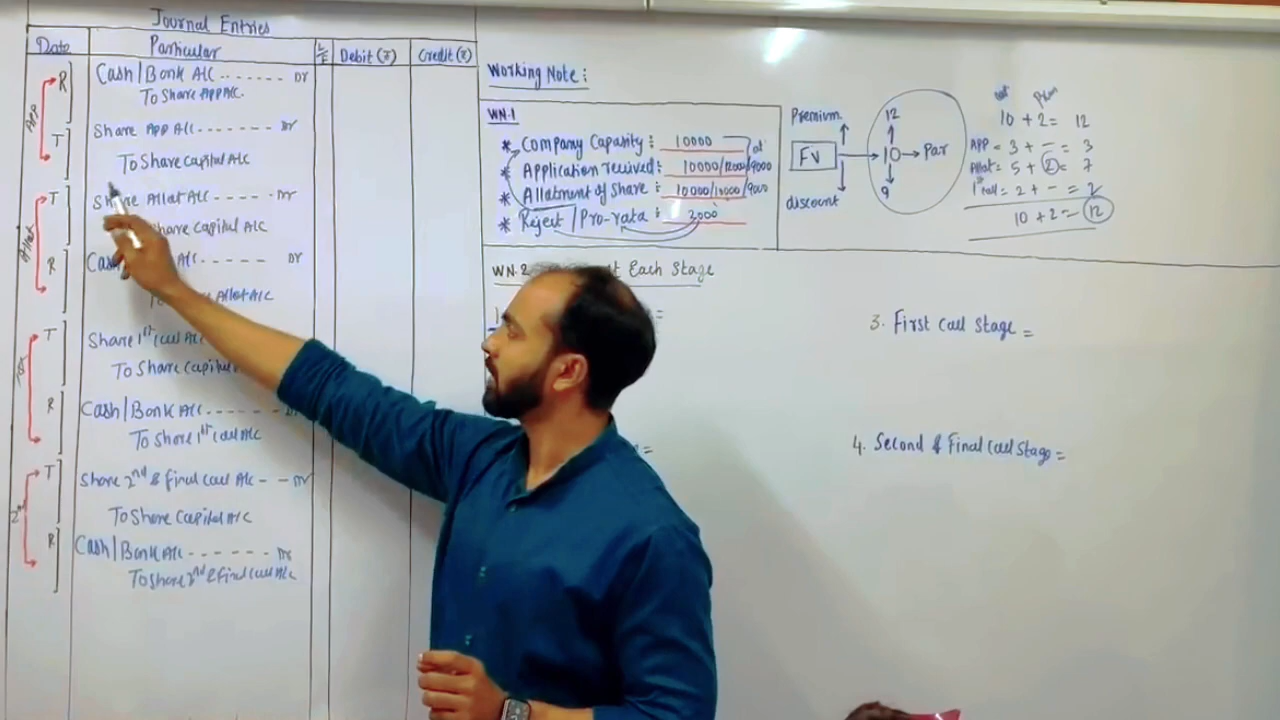 Journal Entries
Date Particular L/F Debit (₹) Credit (₹)
APP
R
Cash/Bank A/c ....... Dr
To Share App A/c.
T
Share App A/c ....... Dr
To Share Capital A/c
Allot
T
Share Allot A/c ---- Dr
Share Capital A/c
R
Cash A/c ----- Dr
To Allot A/c
1st
T
Share 1st Call A/c
To Share Capital
R
Cash/Bank A/c ------- Dr
To Share 1st Call A/c
2nd
T
Share 2nd & Final Call A/c - - Dr
To Share Capital A/c
R
Cash/Bank A/c ------ Dr
To Share 2nd & Final Call A/c
Working Note :
WN.1
* Company Capacity : 10000
* Application received : 10000/12000/9000
* Allotment of Share : 10000/10000/9000
* Reject/Pro-rata : 2000
Premium
FV
discount
12
10 → Par
9
10 + 2 = 12
APP = 3 + - = 3
Allot = 5 + 2 = 7
1st call = 2 + - = 2
10 + 2 = 12
WN.2 Each Stage
3. First Call Stage =
4. Second & Final Call Stage =